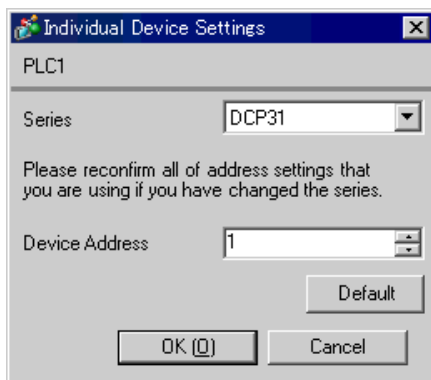 Individual Device Settings
PLC1
Series
DCP31
Please reconfirm all of address settings that
you are using if you have changed the series.
Device Address
1
Default
OK (O)
Cancel